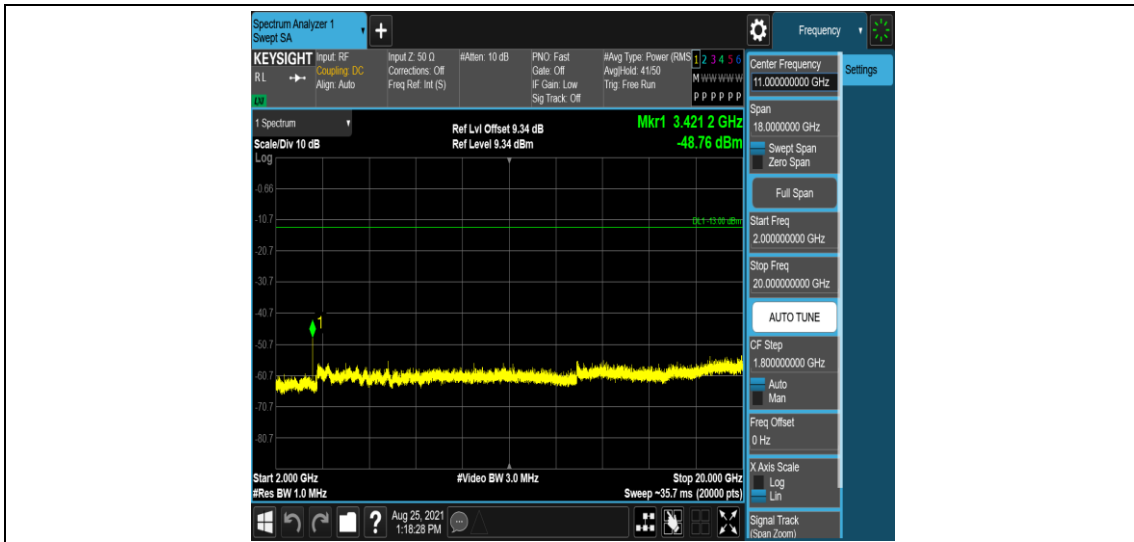 Spectrum Analyzer 1
Swept SA
+
Frequency
KEYSIGHT
RL
LXI
Input: RF
Coupling: DC
Align: Auto
Input Z: 50 Ω
Corrections: Off
Freq Ref: Int (S)
#Atten: 10 dB
PNO: Fast
Gate: Off
IF Gain: Low
Sig Track: Off
#Avg Type: Power (RMS
Avg|Hold: 41/50
Trig: Free Run
1 2 3 4 5 6
M W W W W W
P P P P P P
1 Spectrum
Scale/Div 10 dB
Ref Lvl Offset 9.34 dB
Ref Level 9.34 dBm
Mkr1 3.421 2 GHz
-48.76 dBm
Log
-0.66
-10.7
DL1 -13.00 dBm
-20.7
-30.7
-40.7
1
-50.7
-60.7
-70.7
-80.7
Start 2.000 GHz
#Video BW 3.0 MHz
Stop 20.000 GHz
#Res BW 1.0 MHz
Sweep ~35.7 ms (20000 pts)
Center Frequency
11.000000000 GHz
Settings
Span
18.0000000 GHz
Swept Span
Zero Span
Full Span
Start Freq
2.000000000 GHz
Stop Freq
20.000000000 GHz
AUTO TUNE
CF Step
1.800000000 GHz
Auto
Man
Freq Offset
0 Hz
X Axis Scale
Log
Lin
Signal Track
(Span Zoom)
?
Aug 25, 2021
1:18:28 PM